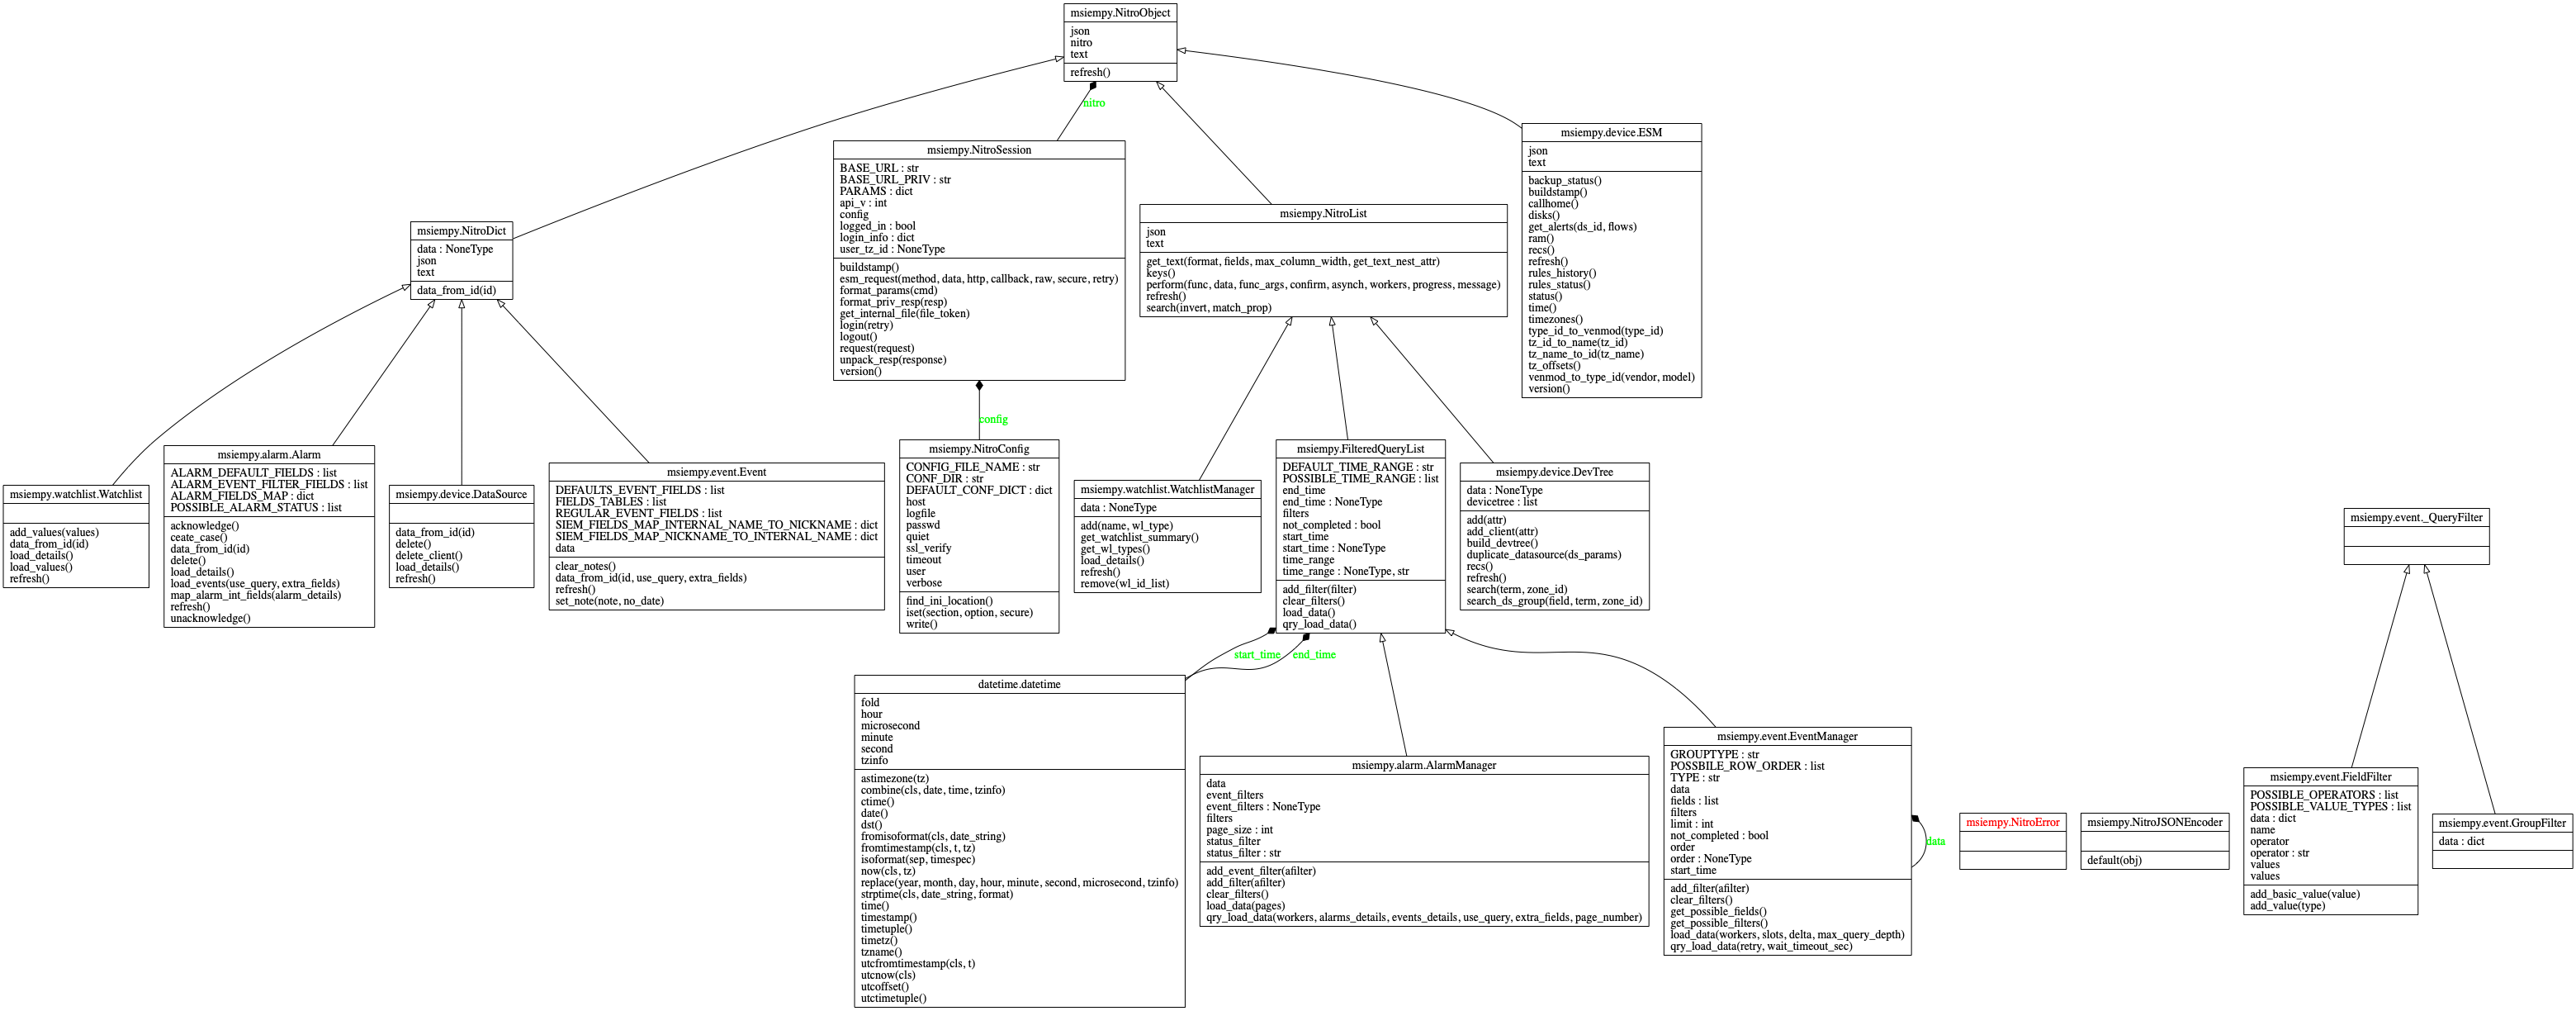 msiempy.NitroObject
json
nitro
text
refresh()
nitro
msiempy.NitroSession
BASE_URL : str
BASE_URL_PRIV : str
PARAMS : dict
api_v : int
config
logged_in : bool
login_info : dict
user_tz_id : NoneType
buildstamp()
esm_request(method, data, http, callback, raw, secure, retry)
format_params(cmd)
format_priv_resp(resp)
get_internal_file(file_token)
login(retry)
logout()
request(request)
unpack_resp(response)
version()
msiempy.device.ESM
json
text
backup_status()
buildstamp()
callhome()
disks()
get_alerts(ds_id, flows)
ram()
recs()
refresh()
rules_history()
rules_status()
status()
time()
timezones()
type_id_to_venmod(type_id)
tz_id_to_name(tz_id)
tz_name_to_id(tz_name)
tz_offsets()
venmod_to_type_id(vendor, model)
version()
msiempy.NitroList
json
text
get_text(format, fields, max_column_width, get_text_nest_attr)
keys()
perform(func, data, func_args, confirm, asynch, workers, progress, message)
refresh()
search(invert, match_prop)
msiempy.NitroDict
data : NoneType
json
text
data_from_id(id)
config
msiempy.watchlist.Watchlist
add_values(values)
data_from_id(id)
load_details()
load_values()
refresh()
msiempy.alarm.Alarm
ALARM_DEFAULT_FIELDS : list
ALARM_EVENT_FILTER_FIELDS : list
ALARM_FIELDS_MAP : dict
POSSIBLE_ALARM_STATUS : list
acknowledge()
ceate_case()
data_from_id(id)
delete()
load_details()
load_events(use_query, extra_fields)
map_alarm_int_fields(alarm_details)
refresh()
unacknowledge()
msiempy.device.DataSource
data_from_id(id)
delete()
delete_client()
load_details()
refresh()
msiempy.event.Event
DEFAULTS_EVENT_FIELDS : list
FIELDS_TABLES : list
REGULAR_EVENT_FIELDS : list
SIEM_FIELDS_MAP_INTERNAL_NAME_TO_NICKNAME : dict
SIEM_FIELDS_MAP_NICKNAME_TO_INTERNAL_NAME : dict
data
clear_notes()
data_from_id(id, use_query, extra_fields)
refresh()
set_note(note, no_date)
msiempy.NitroConfig
CONFIG_FILE_NAME : str
CONF_DIR : str
DEFAULT_CONF_DICT : dict
host
logfile
passwd
quiet
ssl_verify
timeout
user
verbose
find_ini_location()
iset(section, option, secure)
write()
msiempy.watchlist.WatchlistManager
data : NoneType
add(name, wl_type)
get_watchlist_summary()
get_wl_types()
load_details()
refresh()
remove(wl_id_list)
msiempy.FilteredQueryList
DEFAULT_TIME_RANGE : str
POSSIBLE_TIME_RANGE : list
end_time
end_time : NoneType
filters
not_completed : bool
start_time
start_time : NoneType
time_range
time_range : NoneType, str
add_filter(filter)
clear_filters()
load_data()
qry_load_data()
msiempy.device.DevTree
data : NoneType
devicetree : list
add(attr)
add_client(attr)
build_devtree()
duplicate_datasource(ds_params)
recs()
refresh()
search(term, zone_id)
search_ds_group(field, term, zone_id)
msiempy.event._QueryFilter
start_time
end_time
datetime.datetime
fold
hour
microsecond
minute
second
tzinfo
astimezone(tz)
combine(cls, date, time, tzinfo)
ctime()
date()
dst()
fromisoformat(cls, date_string)
fromtimestamp(cls, t, tz)
isoformat(sep, timespec)
now(cls, tz)
replace(year, month, day, hour, minute, second, microsecond, tzinfo)
strptime(cls, date_string, format)
time()
timestamp()
timetuple()
timetz()
tzname()
utcfromtimestamp(cls, t)
utcnow(cls)
utcoffset()
utctimetuple()
msiempy.alarm.AlarmManager
data
event_filters
event_filters : NoneType
filters
page_size : int
status_filter
status_filter : str
add_event_filter(afilter)
add_filter(afilter)
clear_filters()
load_data(pages)
qry_load_data(workers, alarms_details, events_details, use_query, extra_fields, page_number)
msiempy.event.EventManager
GROUPTYPE : str
POSSBILE_ROW_ORDER : list
TYPE : str
data
fields : list
filters
limit : int
not_completed : bool
order
order : NoneType
start_time
add_filter(afilter)
clear_filters()
get_possible_fields()
get_possible_filters()
load_data(workers, slots, delta, max_query_depth)
qry_load_data(retry, wait_timeout_sec)
data
msiempy.NitroError
msiempy.NitroJSONEncoder
default(obj)
msiempy.event.FieldFilter
POSSIBLE_OPERATORS : list
POSSIBLE_VALUE_TYPES : list
data : dict
name
operator
operator : str
values
values
add_basic_value(value)
add_value(type)
msiempy.event.GroupFilter
data : dict